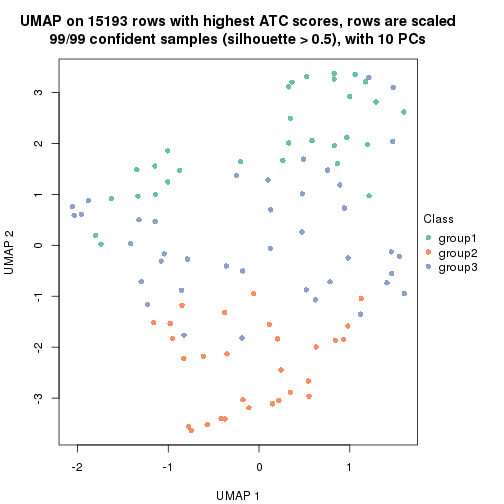 UMAP on 15193 rows with highest ATC scores, rows are scaled
99/99 confident samples (silhouette > 0.5), with 10 PCs
3
2
1
0
-1
-2
-3
UMAP 2
-2
-1
0
1
UMAP 1
Class
group1
group2
group3